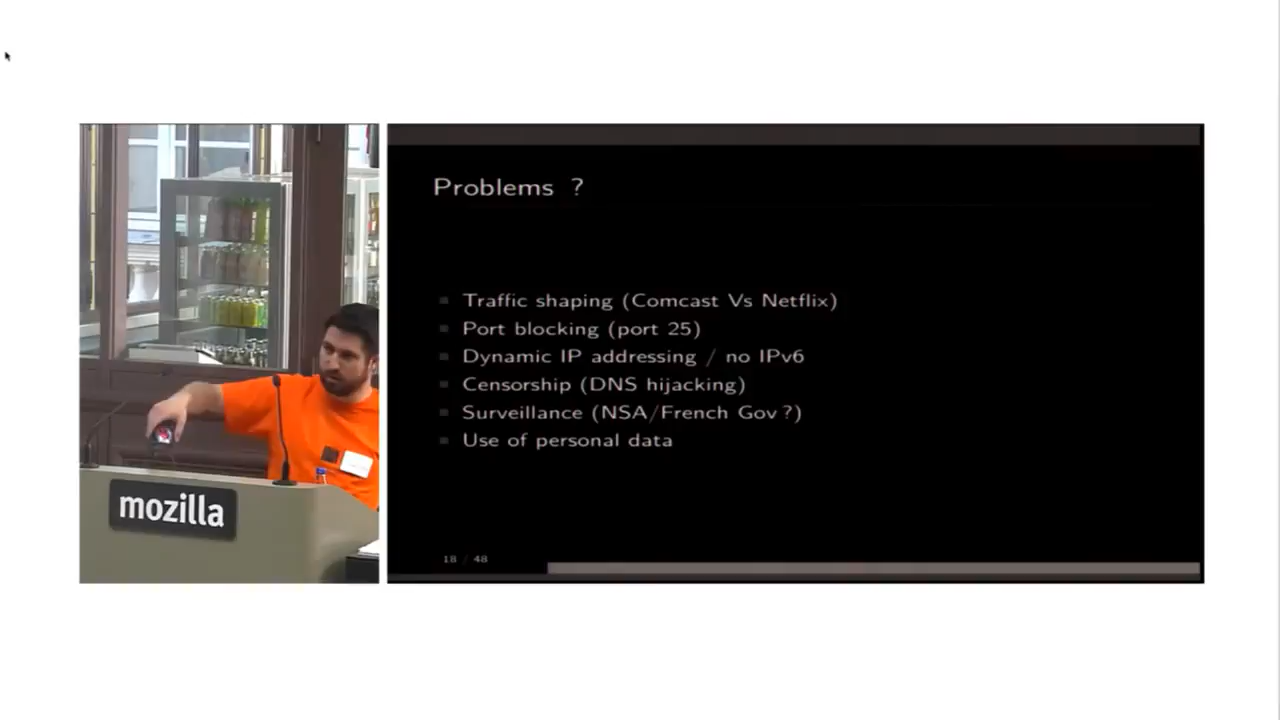 mozilla
Problems ?
Traffic shaping (Comcast Vs Netflix)
Port blocking (port 25)
Dynamic IP addressing / no IPv6
Censorship (DNS hijacking)
Surveillance (NSA/French Gov ?)
Use of personal data
18 / 48